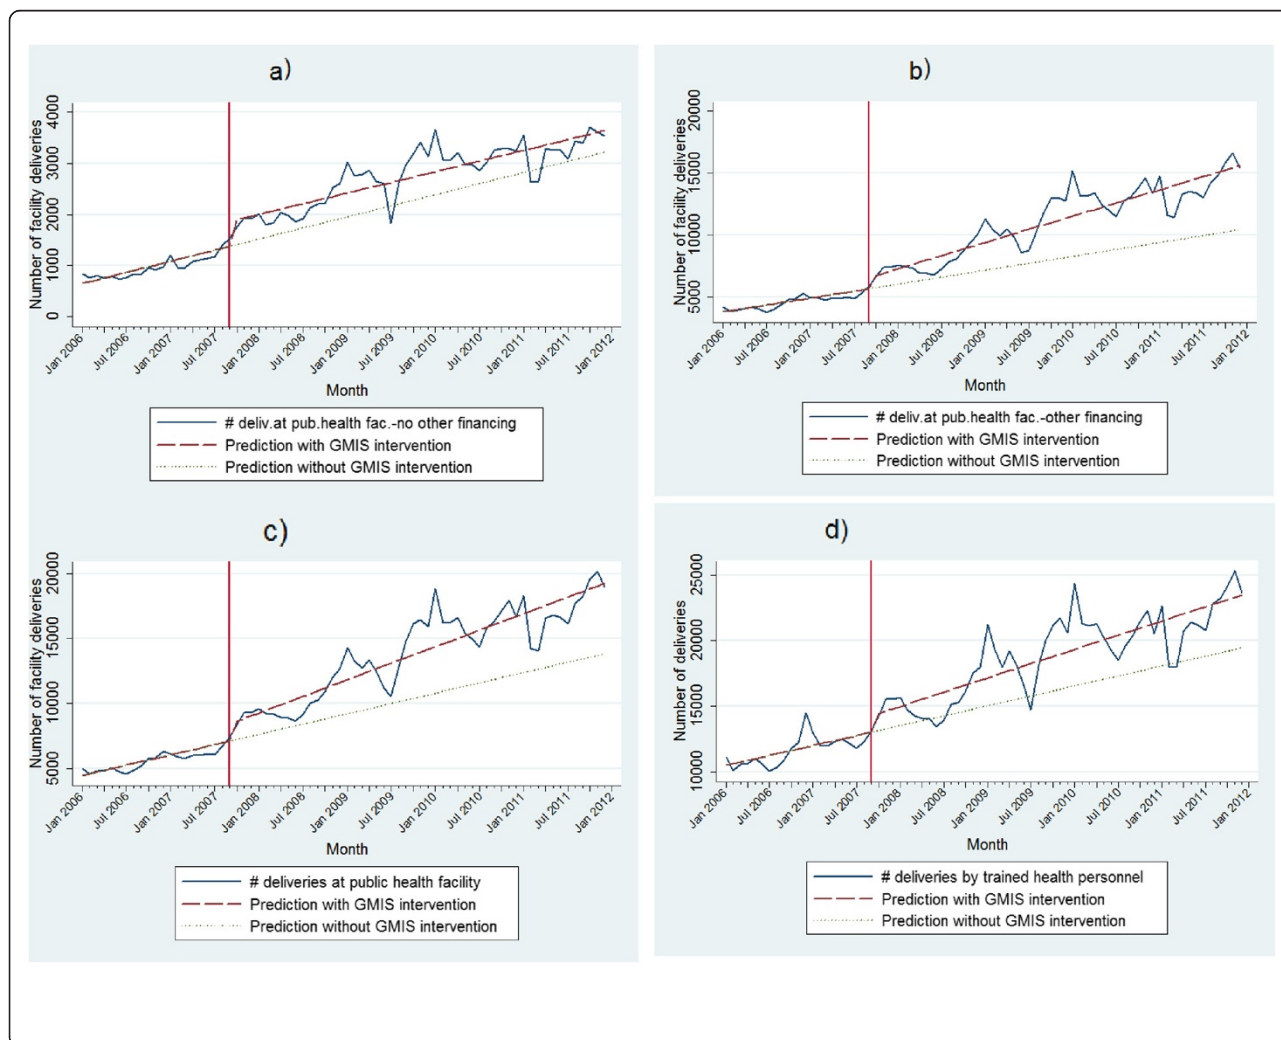 a)
Number of facility deliveries
4000
3000
2000
1000
0
Jan 2006
Jul 2006
Jan 2007
Jul 2007
Jan 2008
Jul 2008
Jan 2009
Jul 2009
Jan 2010
Jul 2010
Jan 2011
Jul 2011
Jan 2012
Month
# deliv.at pub.health fac.-no other financing
Prediction with GMIS intervention
Prediction without GMIS intervention
b)
Number of facility deliveries
20000
15000
10000
5000
Jan 2006
Jul 2006
Jan 2007
Jul 2007
Jan 2008
Jul 2008
Jan 2009
Jul 2009
Jan 2010
Jul 2010
Jan 2011
Jul 2011
Jan 2012
Month
# deliv.at pub.health fac.-other financing
Prediction with GMIS intervention
Prediction without GMIS intervention
c)
Number of facility deliveries
20000
15000
10000
5000
Jan 2006
Jul 2006
Jan 2007
Jul 2007
Jan 2008
Jul 2008
Jan 2009
Jul 2009
Jan 2010
Jul 2010
Jan 2011
Jul 2011
Jan 2012
Month
# deliveries at public health facility
Prediction with GMIS intervention
Prediction without GMIS intervention
d)
Number of deliveries
25000
20000
15000
10000
Jan 2006
Jul 2006
Jan 2007
Jul 2007
Jan 2008
Jul 2008
Jan 2009
Jul 2009
Jan 2010
Jul 2010
Jan 2011
Jul 2011
Jan 2012
Month
# deliveries by trained health personnel
Prediction with GMIS intervention
Prediction without GMIS intervention